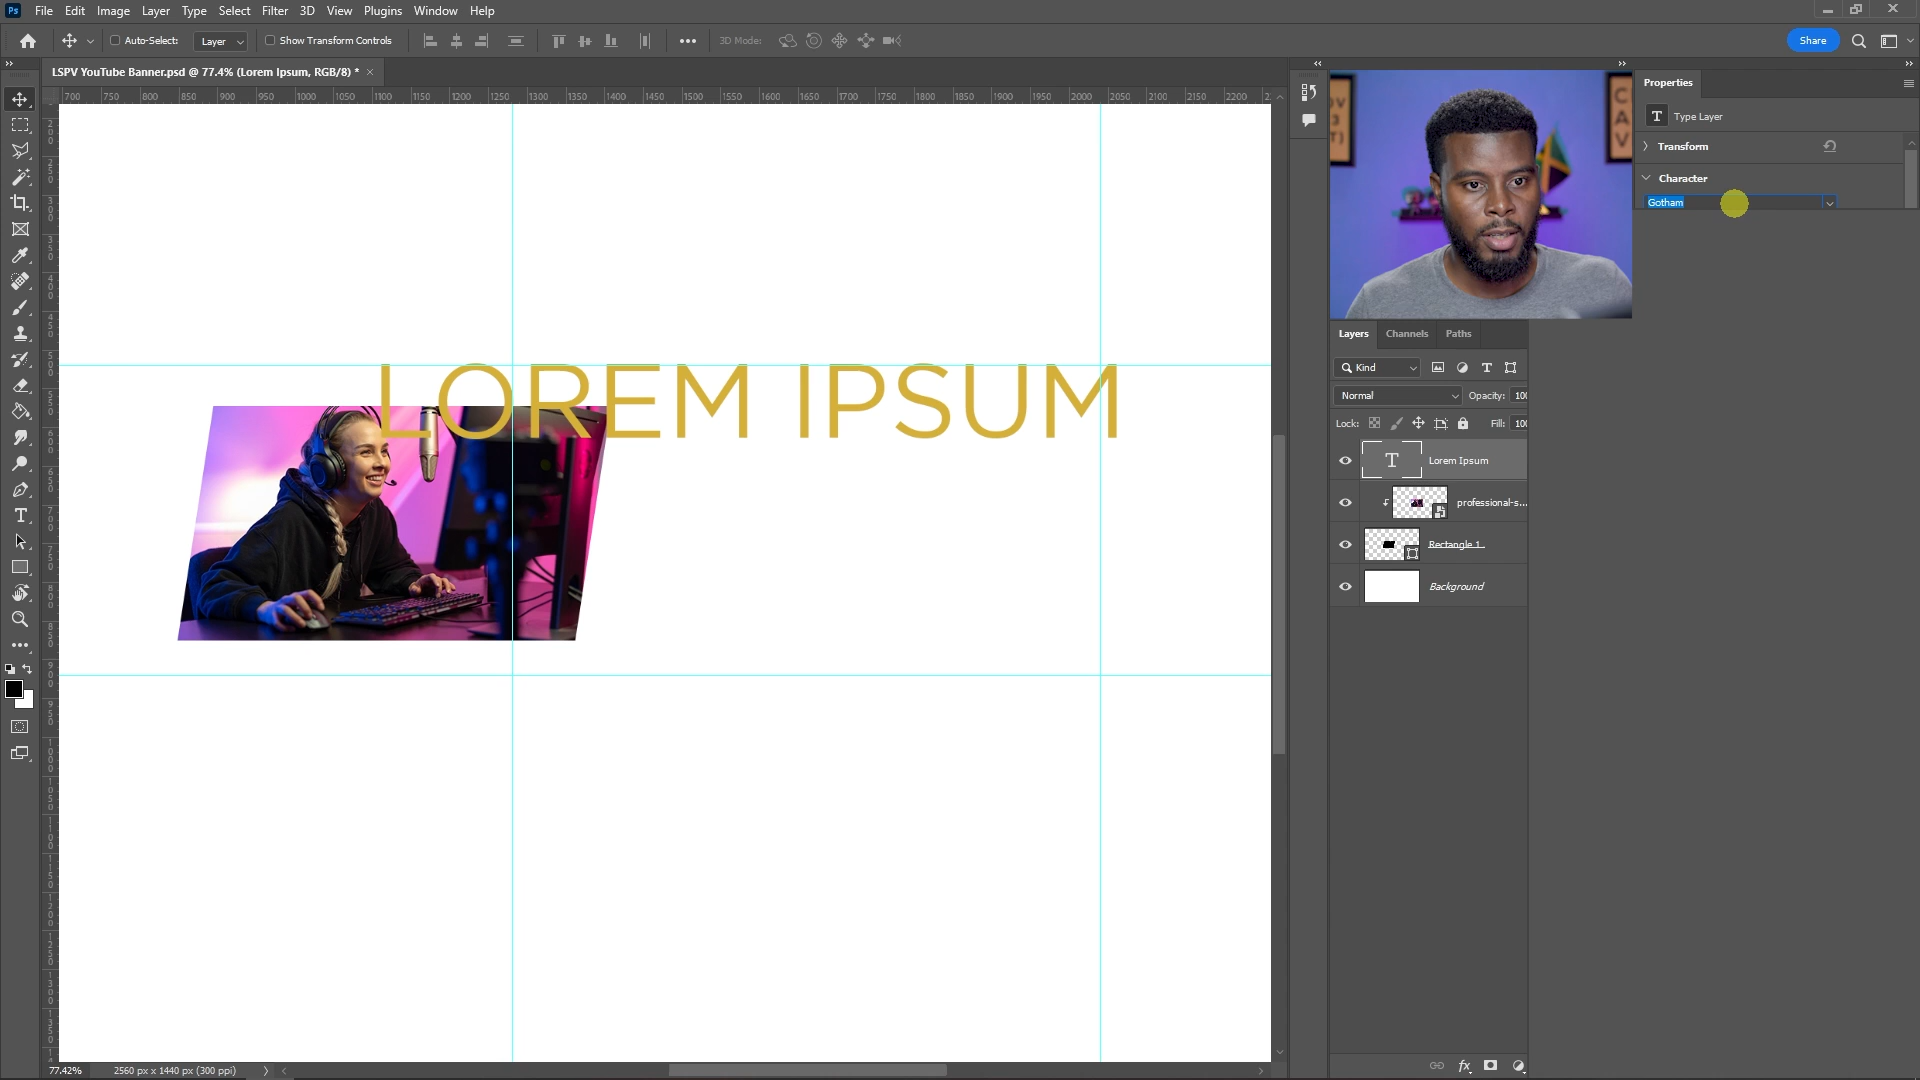 Ps File Edit Image Layer Type Select Filter 3D View Plugins Window Help
Auto-Select: Layer Show Transform Controls 3D Mode: Share
LSPV YouTube Banner.psd @ 77.4% (Lorem Ipsum, RGB/8) * ×
700 750 800 850 900 950 1000 1050 1100 1150 1200 1250 1300 1350 1400 1450 1500 1550 1600 1650 1700 1750 1800 1850 1900 1950 2000 2050 2100 2150 2200
Properties
T Type Layer
Transform
Character
Gotham
LOREM IPSUM
Layers Channels Paths
Kind
Normal Opacity: 100
Lock: Fill: 100
T Lorem Ipsum
professional-s...
Rectangle 1
Background
77.42% 2560 px x 1440 px (300 ppi)